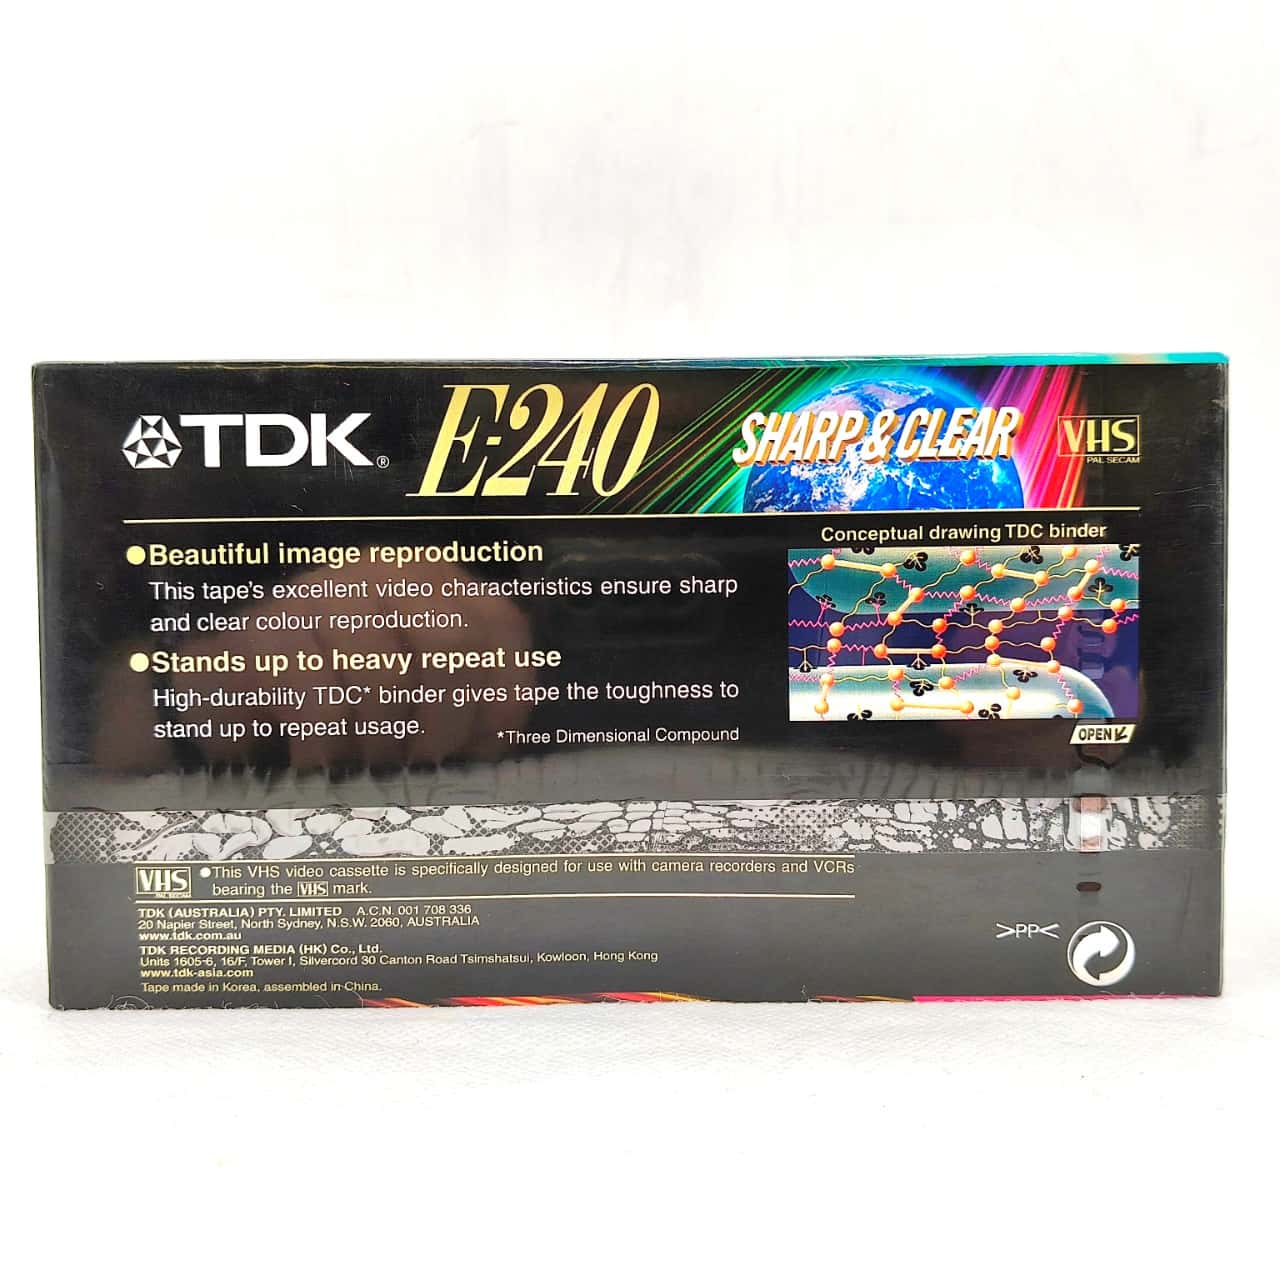 TDK®
E-240
SHARP & CLEAR
VHS
PAL SECAM
●Beautiful image reproduction
This tape's excellent video characteristics ensure sharp
and clear colour reproduction.
●Stands up to heavy repeat use
High-durability TDC* binder gives tape the toughness to
stand up to repeat usage.
*Three Dimensional Compound
Conceptual drawing TDC binder
OPEN
VHS
PAL SECAM
●This VHS video cassette is specifically designed for use with camera recorders and VCRs
bearing the VHS mark.
TDK (AUSTRALIA) PTY. LIMITED A.C.N. 001 708 336
20 Napier Street, North Sydney, N.S.W. 2060, AUSTRALIA
www.tdk.com.au
TDK RECORDING MEDIA (HK) Co., Ltd.
Units 1605-6, 16/F, Tower I, Silvercord 30 Canton Road Tsimshatsui, Kowloon, Hong Kong
www.tdk-asia.com
Tape made in Korea, assembled in China.
>PP<